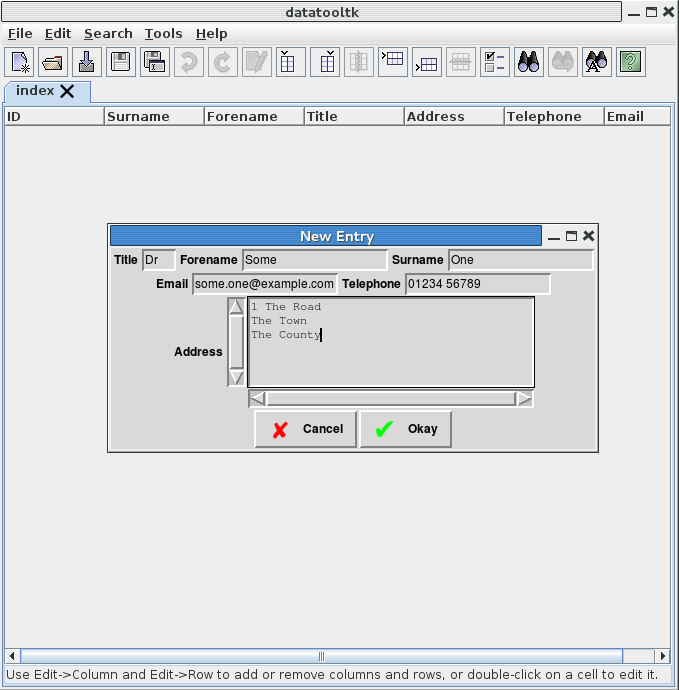 datatooltk
File Edit Search Tools Help
index
ID Surname Forename Title Address Telephone Email
New Entry
Title Dr Forename Some Surname One
Email some.one@example.com Telephone 01234 56789
1 The Road
The Town
The County
Address
Cancel Okay
Use Edit->Column and Edit->Row to add or remove columns and rows, or double-click on a cell to edit it.